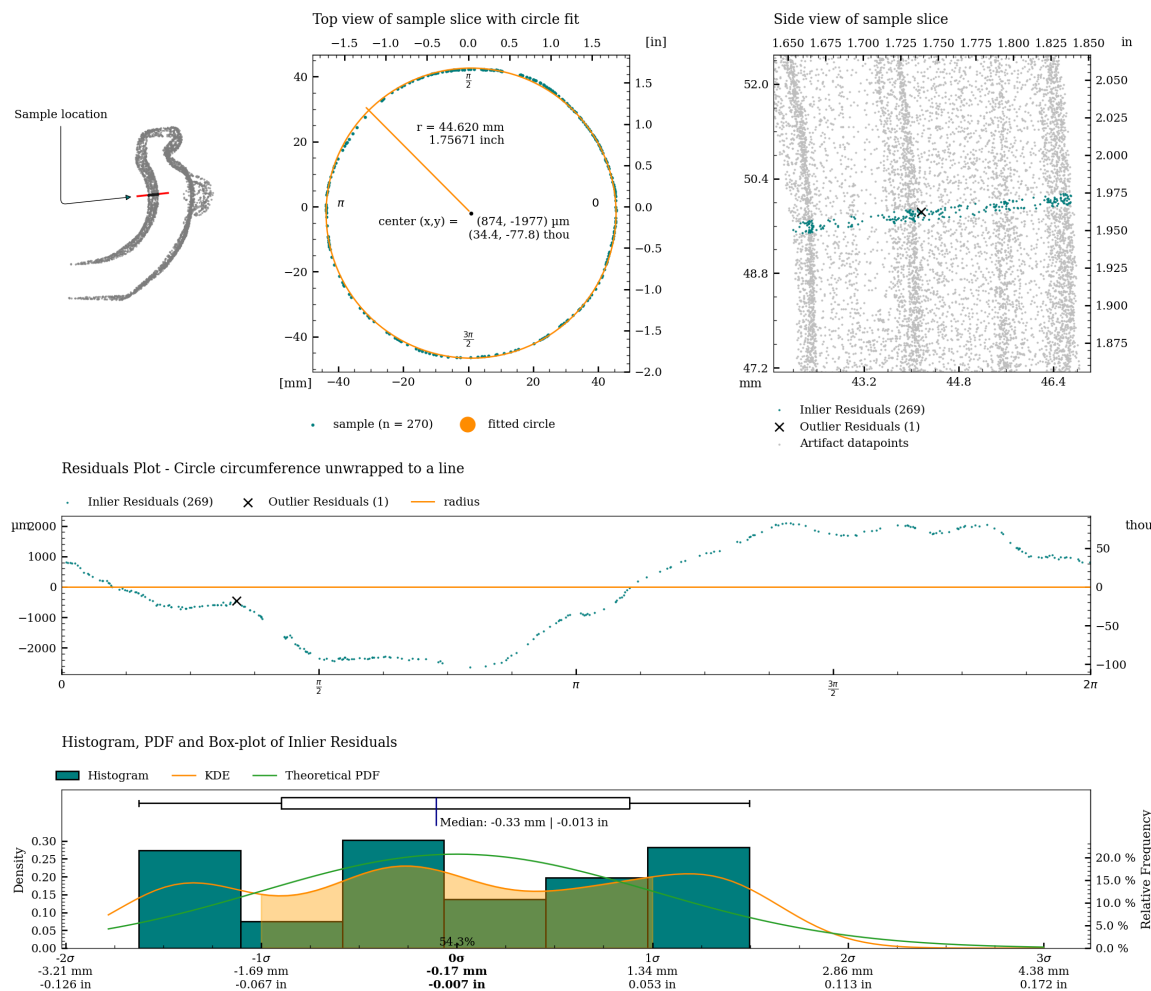 Top view of sample slice with circle fit
−1.5 −1.0 −0.5 0.0 0.5 1.0 1.5 [in]
Side view of sample slice
1.650 1.675 1.700 1.725 1.750 1.775 1.800 1.825 1.850 in
Sample location
40
20
0
−20
−40
[mm] −40 −20 0 20 40
1.5
1.0
0.5
0.0
−0.5
−1.0
−1.5
−2.0
π/2
π
0
3π/2
r = 44.620 mm
1.75671 inch
center (x,y) = (874, -1977) µm
(34.4, -77.8) thou
sample (n = 270) fitted circle
52.0
50.4
48.8
47.2
mm 43.2 44.8 46.4
2.050
2.025
2.000
1.975
1.950
1.925
1.900
1.875
Inlier Residuals (269)
Outlier Residuals (1)
Artifact datapoints
Residuals Plot - Circle circumference unwrapped to a line
Inlier Residuals (269) Outlier Residuals (1) radius
µm
2000
1000
0
−1000
−2000
thou
50
0
−50
−100
0 π/2 π 3π/2 2π
Histogram, PDF and Box-plot of Inlier Residuals
Histogram KDE Theoretical PDF
Median: -0.33 mm | -0.013 in
Density
0.30
0.25
0.20
0.15
0.10
0.05
0.00
54.3%
Relative Frequency
20.0 %
15.0 %
10.0 %
5.0 %
0.0 %
-2σ -1σ 0σ 1σ 2σ 3σ
-3.21 mm -1.69 mm -0.17 mm 1.34 mm 2.86 mm 4.38 mm
-0.126 in -0.067 in -0.007 in 0.053 in 0.113 in 0.172 in